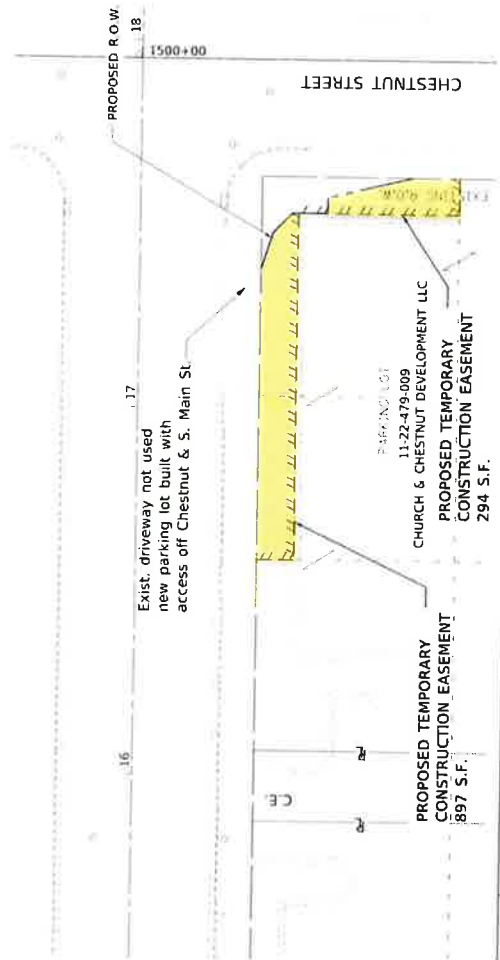 PROPOSED R.O.W.
18
1500+00
CHESTNUT STREET
17
Exist. driveway not used
new parking lot built with
access off Chestnut & S. Main St.
EXISTING R.O.W.
PARKING LOT
11-22-479-009
CHURCH & CHESTNUT DEVELOPMENT LLC
PROPOSED TEMPORARY
CONSTRUCTION EASEMENT
294 S.F.
16
C.E.
PROPOSED TEMPORARY
CONSTRUCTION EASEMENT
897 S.F.